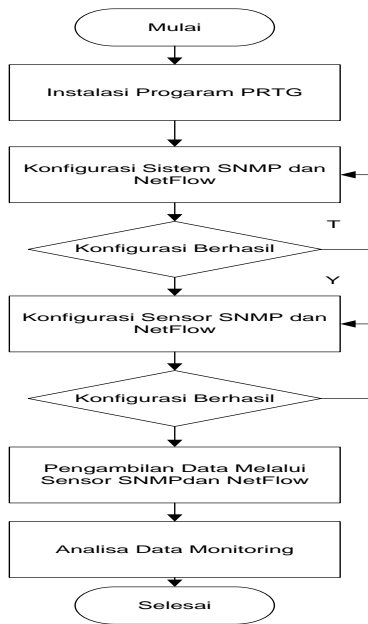 Mulai
Instalasi Progaram PRTG
Konfigurasi Sistem SNMP dan
NetFlow
T
Konfigurasi Berhasil
Y
Konfigurasi Sensor SNMP dan
NetFlow
Konfigurasi Berhasil
Pengambilan Data Melalui
Sensor SNMPdan NetFlow
Analisa Data Monitoring
Selesai